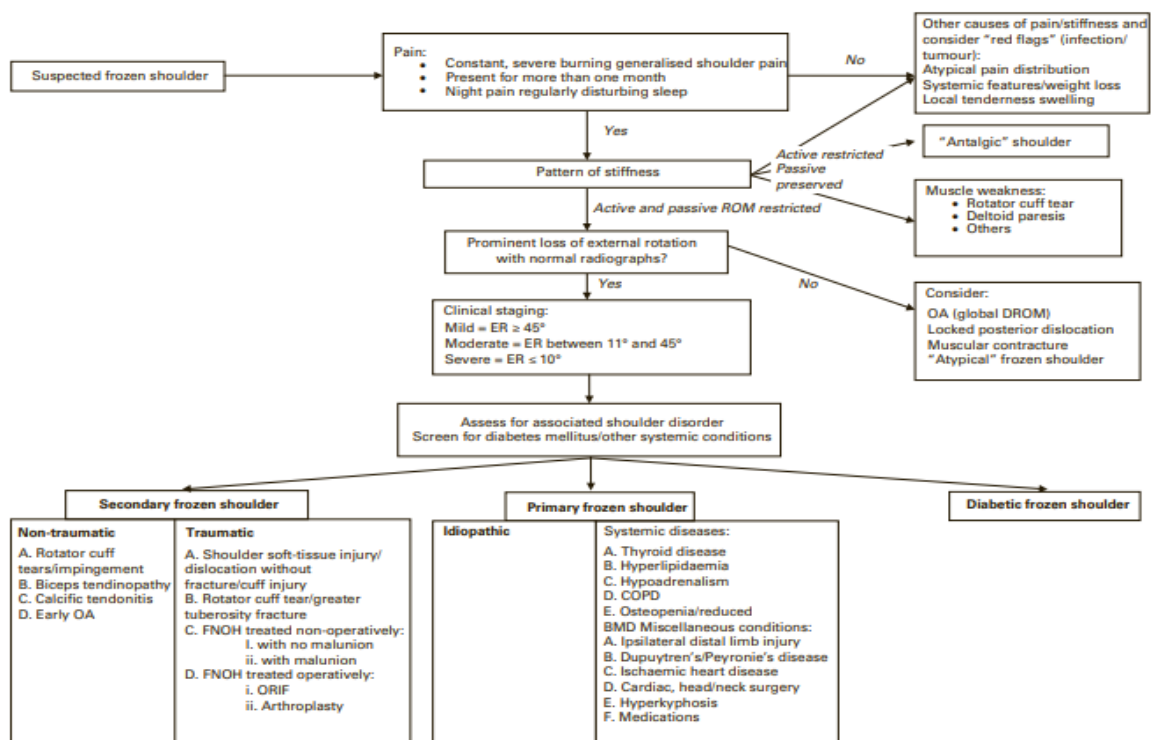 Suspected frozen shoulder
Pain:
• Constant, severe burning generalised shoulder pain
• Present for more than one month
• Night pain regularly disturbing sleep
No
Other causes of pain/stiffness and
consider "red flags" (infection/
tumour):
Atypical pain distribution
Systemic features/weight loss
Local tenderness swelling
Yes
Pattern of stiffness
Active restricted
Passive
preserved
"Antalgic" shoulder
Muscle weakness:
• Rotator cuff tear
• Deltoid paresis
• Others
Active and passive ROM restricted
Prominent loss of external rotation
with normal radiographs?
Yes
No
Consider:
OA (global DROM)
Locked posterior dislocation
Muscular contracture
"Atypical" frozen shoulder
Clinical staging:
Mild = ER ≥ 45°
Moderate = ER between 11° and 45°
Severe = ER ≤ 10°
Assess for associated shoulder disorder
Screen for diabetes mellitus/other systemic conditions
Secondary frozen shoulder
Non-traumatic
A. Rotator cuff
tears/impingement
B. Biceps tendinopathy
C. Calcific tendonitis
D. Early OA
Traumatic
A. Shoulder soft-tissue injury/
dislocation without
fracture/cuff injury
B. Rotator cuff tear/greater
tuberosity fracture
C. FNOH treated non-operatively:
I. with no malunion
ii. with malunion
D. FNOH treated operatively:
i. ORIF
ii. Arthroplasty
Primary frozen shoulder
Idiopathic
Systemic diseases:
A. Thyroid disease
B. Hyperlipidaemia
C. Hypoadrenalism
D. COPD
E. Osteopenia/reduced
BMD Miscellaneous conditions:
A. Ipsilateral distal limb injury
B. Dupuytren's/Peyronie's disease
C. Ischaemic heart disease
D. Cardiac, head/neck surgery
E. Hyperkyphosis
F. Medications
Diabetic frozen shoulder